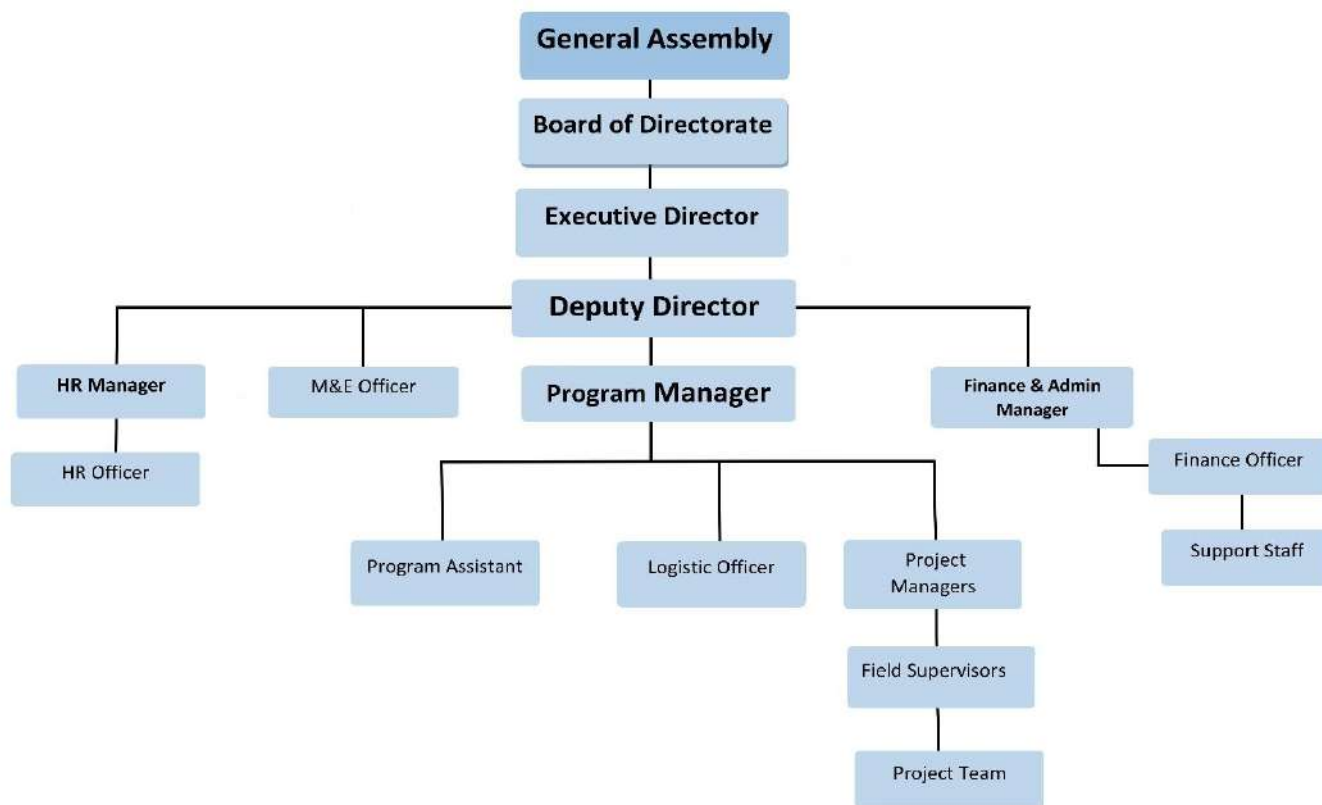 General Assembly
Board of Directorate
Executive Director
Deputy Director
HR Manager
M&E Officer
Program Manager
Finance & Admin
Manager
HR Officer
Finance Officer
Program Assistant
Logistic Officer
Project
Managers
Support Staff
Field Supervisors
Project Team